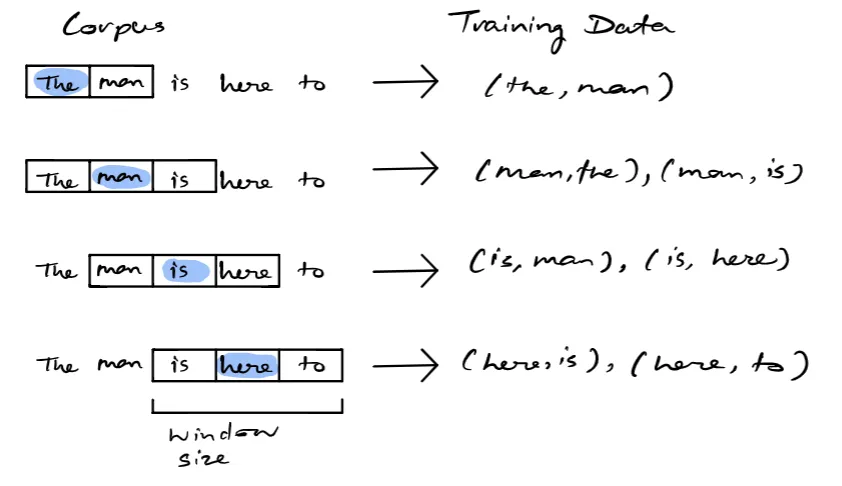 Corpus Training Data
The man is here to (the, man)
The man is here to (man, the), (man, is)
The man is here to (is, man), (is, here)
The man is here to (here, is), (here, to)
window
size